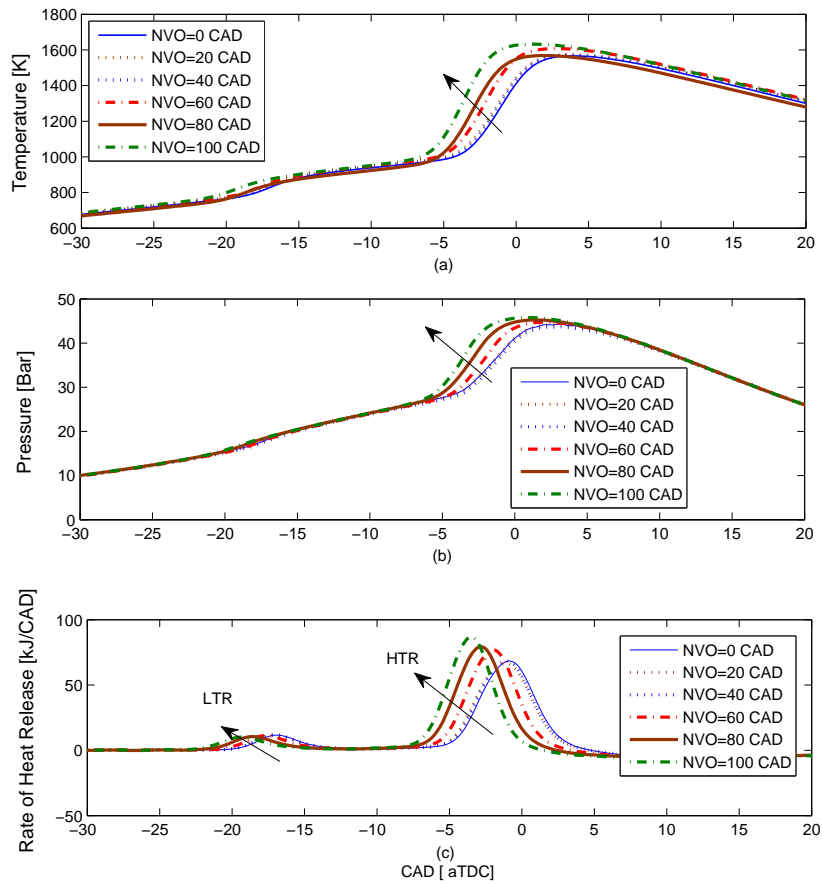 1800
1600
1400
1200
1000
800
600
Temperature [K]
NVO=0 CAD
NVO=20 CAD
NVO=40 CAD
NVO=60 CAD
NVO=80 CAD
NVO=100 CAD
−30 −25 −20 −15 −10 −5 0 5 10 15 20
(a)
50
40
30
20
10
0
Pressure [Bar]
NVO=0 CAD
NVO=20 CAD
NVO=40 CAD
NVO=60 CAD
NVO=80 CAD
NVO=100 CAD
−30 −25 −20 −15 −10 −5 0 5 10 15 20
(b)
100
50
0
−50
Rate of Heat Release [kJ/CAD]
LTR
HTR
NVO=0 CAD
NVO=20 CAD
NVO=40 CAD
NVO=60 CAD
NVO=80 CAD
NVO=100 CAD
−30 −25 −20 −15 −10 −5 0 5 10 15 20
(c)
CAD [ aTDC]